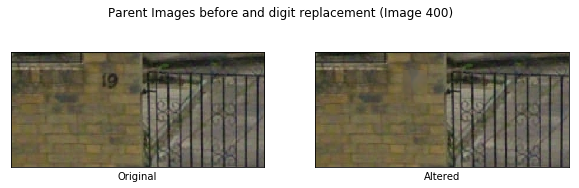 Parent Images before and digit replacement (Image 400)
19
Original
Altered